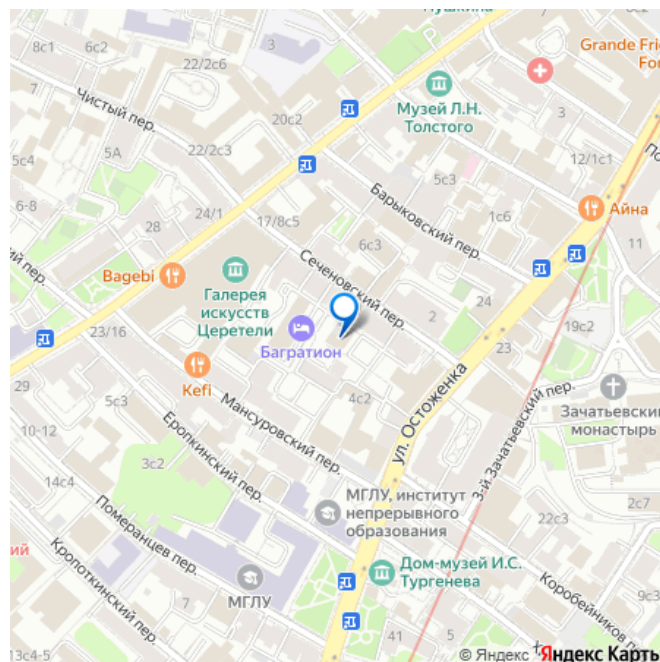 Пушкина
8с1
6с2
22/2с6
Grande Frie
For
7
Чистый пер.
20с2
Музей Л.Н.
Толстого
3
22/2с3
5с4
5А
12/1с1
5с3
6-8
Барыковский пер.
1с6
Айна
28
24/1
17/8с5
11
6с3
Bagebi
Сеченовский пер.
Галерея
искусств
Церетели
24
2
19с2
23/16
Багратион
23
Kefi
ул. Остоженка
Зачатьевский
монастырь
29
5с3
4с2
3-й Зачатьевский пер.
10-12
Мансуровский пер.
Еропкинский пер.
3с2
14с4
МГЛУ, институт
непрерывного
образования
2с7
22с3
Померанцев пер.
Дом-музей И.С.
Тургенева
МГЛУ
Кропоткинский пер.
Коробейников пер.
13с4-5
7
41
5
© Яндекс Яндекс Карты